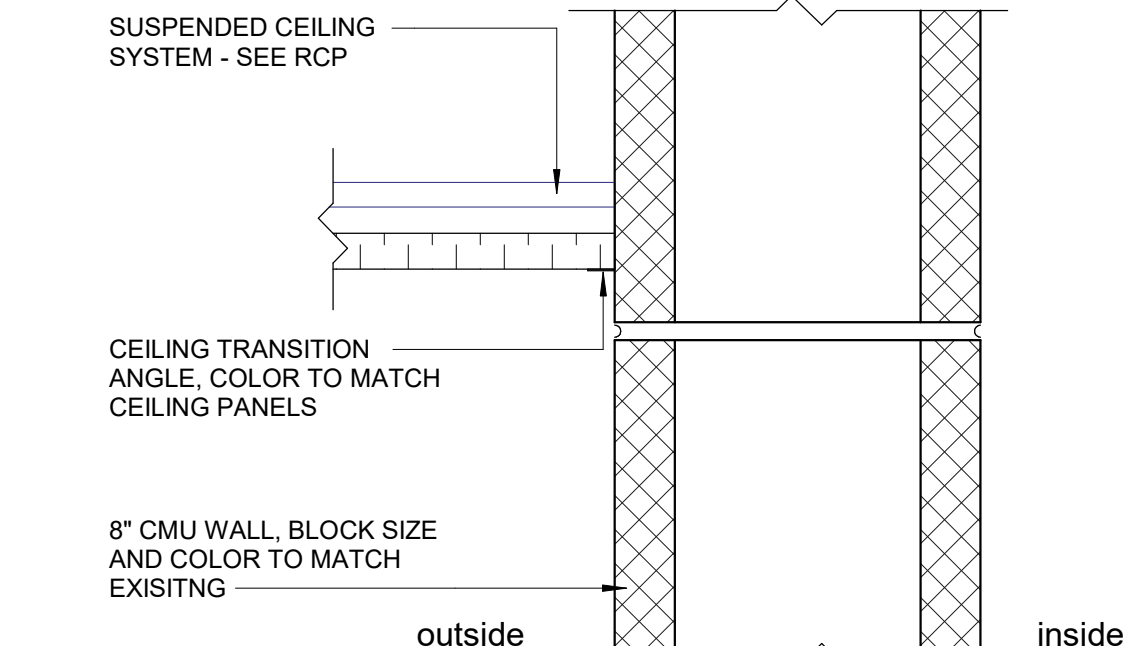 SUSPENDED CEILING
SYSTEM - SEE RCP
CEILING TRANSITION
ANGLE, COLOR TO MATCH
CEILING PANELS
8" CMU WALL, BLOCK SIZE
AND COLOR TO MATCH
EXISITNG
outside
inside